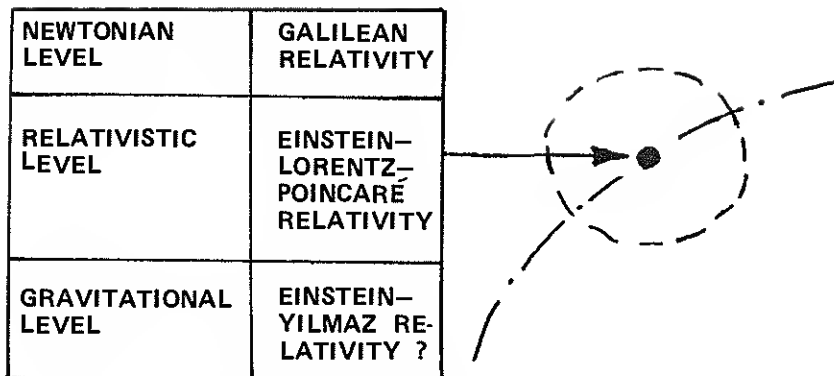 NEWTONIAN
LEVEL
GALILEAN
RELATIVITY
RELATIVISTIC
LEVEL
EINSTEIN–
LORENTZ–
POINCARÉ
RELATIVITY
GRAVITATIONAL
LEVEL
EINSTEIN–
YILMAZ RE-
LATIVITY ?